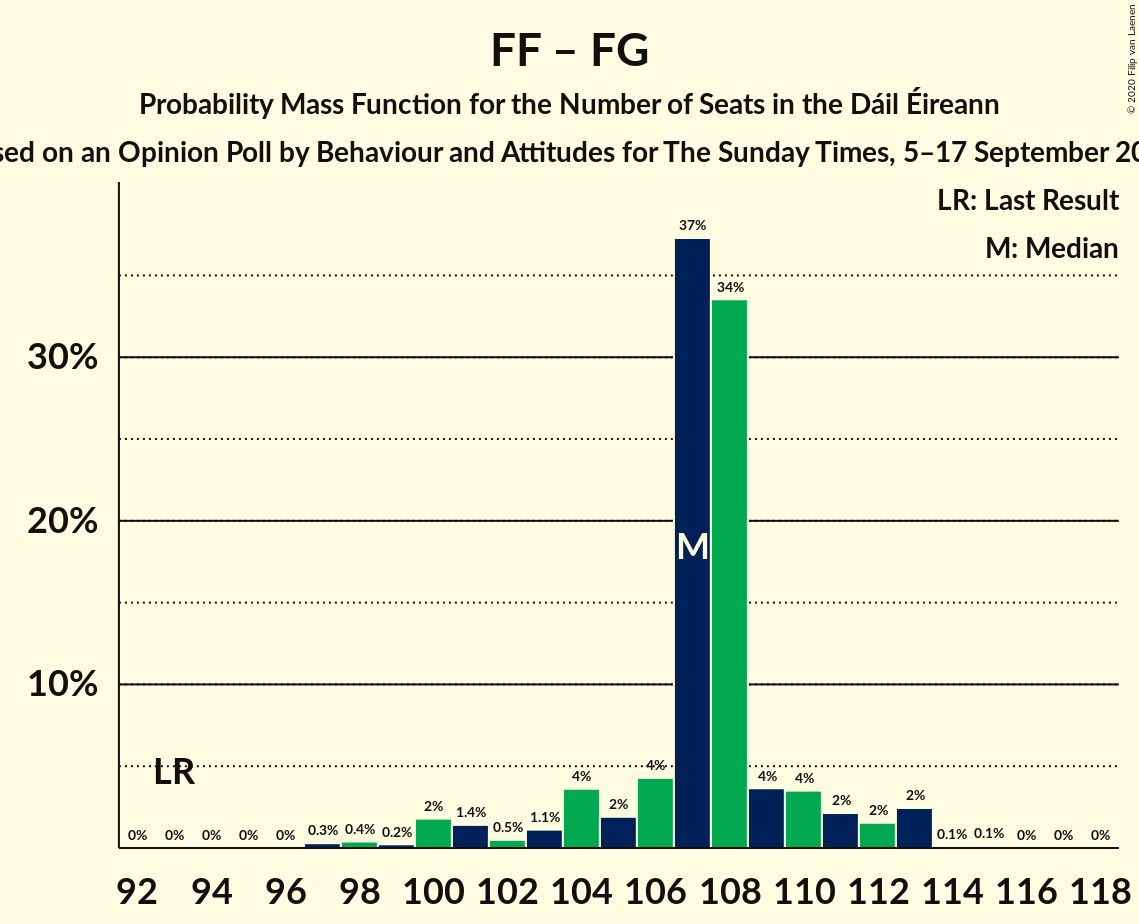 FF – FG
Probability Mass Function for the Number of Seats in the Dáil Éireann
on an Opinion Poll by Behaviour and Attitudes for The Sunday Times, 5–17 September
© 2020 Filip van Laenen
LR: Last Result
M: Median
37%
34%
30%
20%
M
10%
LR
0% 0% 0% 0% 0% 0.3% 0.4% 0.2% 2% 1.4% 0.5% 1.1% 4% 2% 4% 4% 4% 2% 2% 2% 0.1% 0.1% 0% 0% 0%
92 94 96 98 100 102 104 106 108 110 112 114 116 118